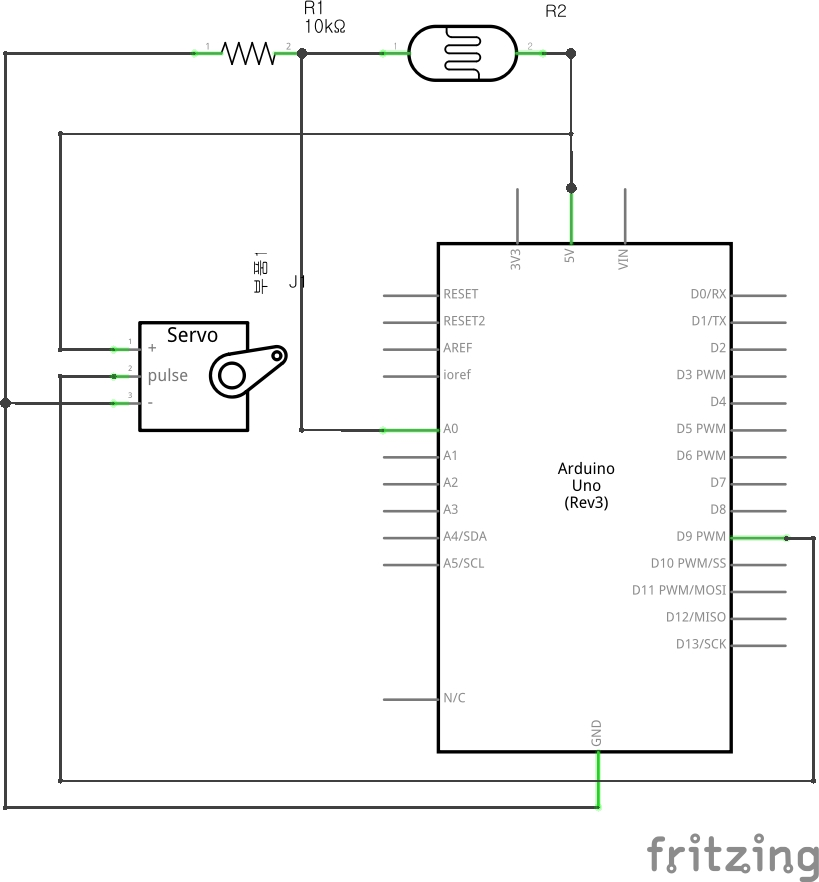 R1
10kΩ
R2
1
2
1
2
3V3
5V
VIN
부품1
J1
Servo
1
+
2
pulse
3
-
RESET
RESET2
AREF
ioref
A0
A1
A2
A3
A4/SDA
A5/SCL
N/C
Arduino
Uno
(Rev3)
D0/RX
D1/TX
D2
D3 PWM
D4
D5 PWM
D6 PWM
D7
D8
D9 PWM
D10 PWM/SS
D11 PWM/MOSI
D12/MISO
D13/SCK
GND
fritzing